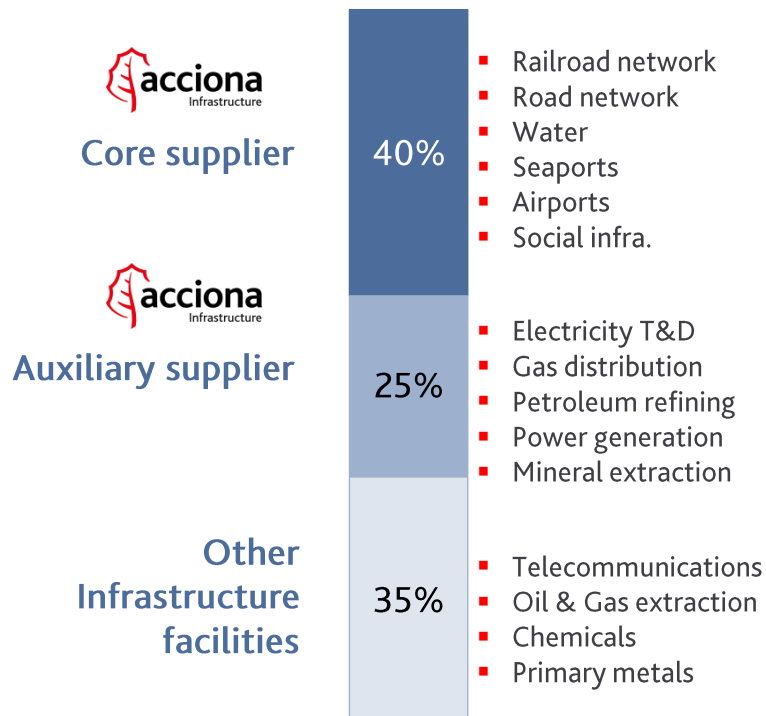 acciona
Infrastructure
Core supplier
40%
Railroad network
Road network
Water
Seaports
Airports
Social infra.
acciona
Infrastructure
Auxiliary supplier
25%
Electricity T&D
Gas distribution
Petroleum refining
Power generation
Mineral extraction
Other
Infrastructure
facilities
35%
Telecommunications
Oil & Gas extraction
Chemicals
Primary metals